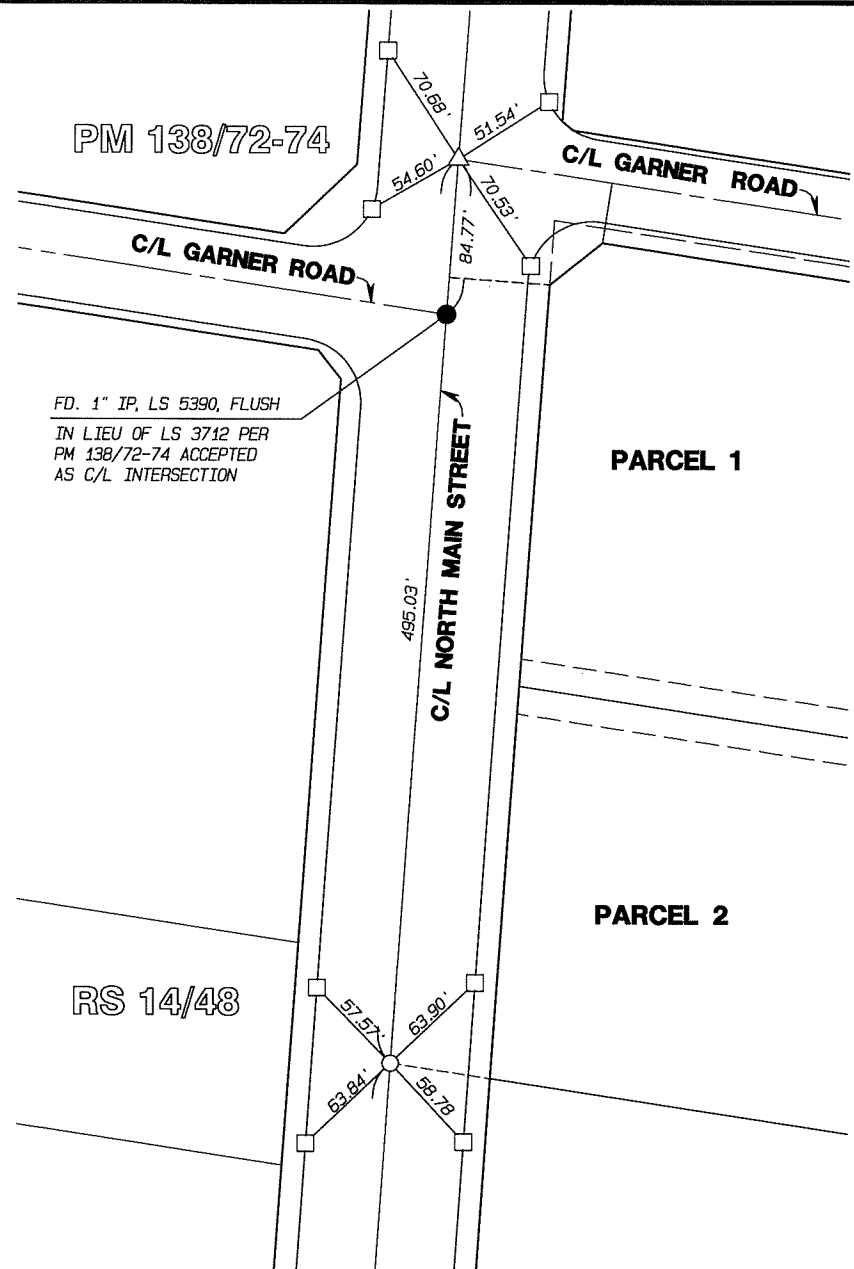 70.68'
51.54'
PM 138/72-74
C/L GARNER ROAD
54.60'
70.53'
84.77'
C/L GARNER ROAD
FD. 1" IP, LS 5390, FLUSH
IN LIEU OF LS 3712 PER
PM 138/72-74 ACCEPTED
AS C/L INTERSECTION
PARCEL 1
C/L NORTH MAIN STREET
495.03'
PARCEL 2
RS 14/48
57.57'
63.90'
63.84'
58.78